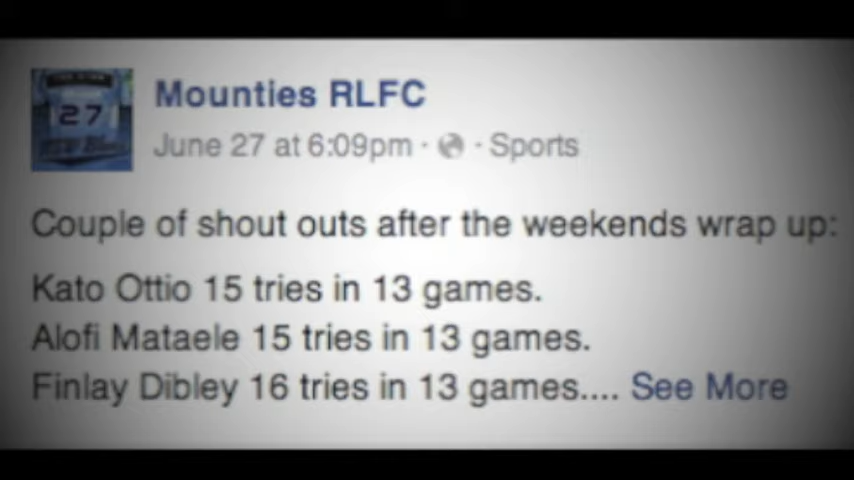 Mounties RLFC
June 27 at 6:09pm · · Sports
Couple of shout outs after the weekends wrap up:
Kato Ottio 15 tries in 13 games.
Alofi Mataele 15 tries in 13 games.
Finlay Dibley 16 tries in 13 games.... See More
27